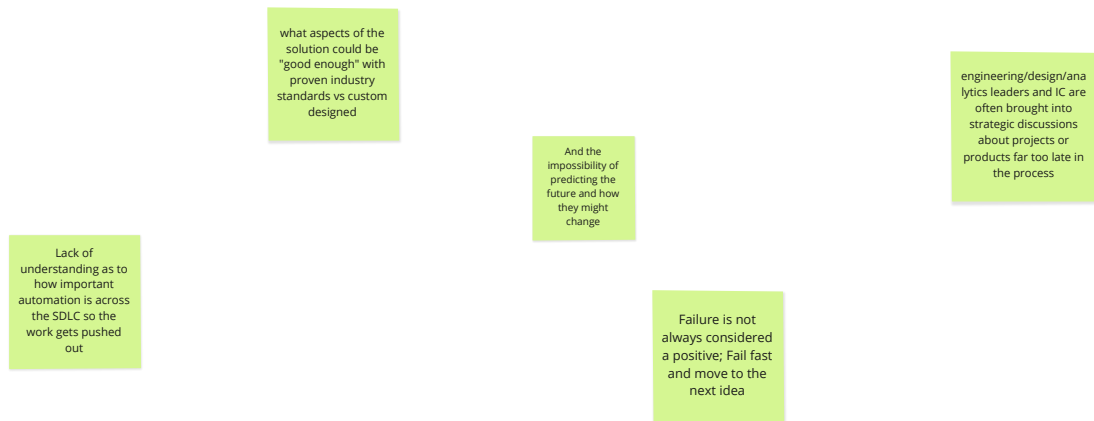 what aspects of the
solution could be
"good enough" with
proven industry
standards vs custom
designed
engineering/design/ana
lytics leaders and IC are
often brought into
strategic discussions
about projects or
products far too late in
the process
And the
impossibility of
predicting the
future and how
they might
change
Lack of
understanding as to
how important
automation is across
the SDLC so the
work gets pushed
out
Failure is not
always considered
a positive; Fail fast
and move to the
next idea